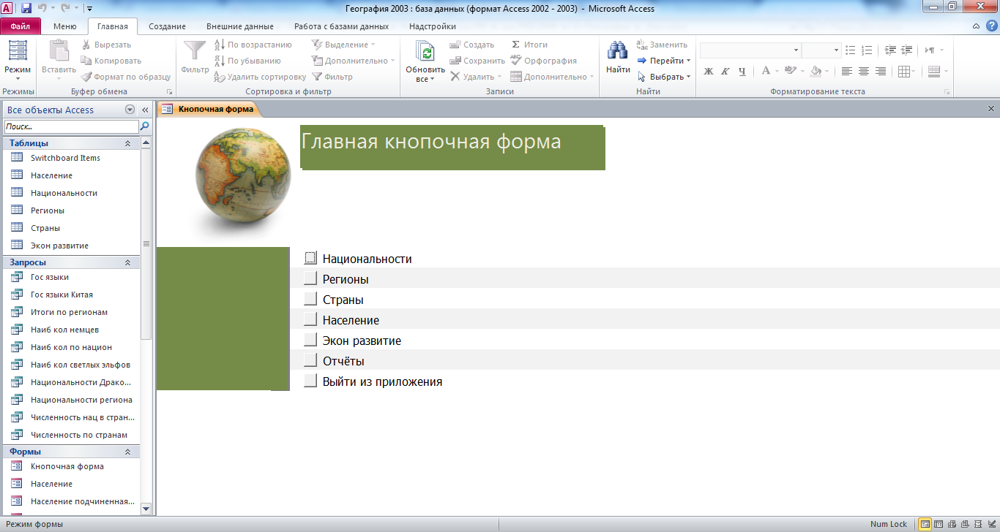 География 2003 : база данных (формат Access 2002 - 2003) - Microsoft Access
Файл Меню Главная Создание Внешние данные Работа с базами данных Надстройки
Режим
Режимы
Вставить
Вырезать
Копировать
Формат по образцу
Буфер обмена
Фильтр
По возрастанию
По убыванию
Удалить сортировку
Выделение
Дополнительно
Фильтр
Сортировка и фильтр
Обновить
все
Создать
Сохранить
Удалить
Итоги
Орфография
Дополнительно
Записи
Найти
Заменить
Перейти
Выбрать
Найти
Ж К Ч
А
Форматирование текста
Все объекты Access
Поиск...
Таблицы
Switchboard Items
Население
Национальности
Регионы
Страны
Экон развитие
Запросы
Гос языки
Гос языки Китая
Итоги по регионам
Наиб кол немцев
Наиб кол по национ
Наиб кол светлых эльфов
Национальности Драко...
Национальности региона
Численность нац в стран...
Численность по странам
Формы
Кнопочная форма
Население
Население подчиненная...
Кнопочная форма
Главная кнопочная форма
Национальности
Регионы
Страны
Население
Экон развитие
Отчёты
Выйти из приложения
Режим формы
Num Lock